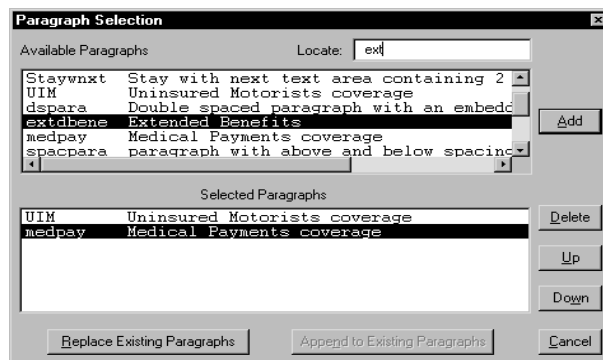 Paragraph Selection
Available Paragraphs Locate: ext
Staywnxt Stay with next text area containing 2
UIM Uninsured Motorists coverage
dspara Double spaced paragraph with an embedd
extdbene Extended Benefits
medpay Medical Payments coverage
spacpara paragraph with above and below spacing
Add
Selected Paragraphs
UIM Uninsured Motorists coverage
medpay Medical Payments coverage
Delete
Up
Down
Replace Existing Paragraphs Append to Existing Paragraphs Cancel